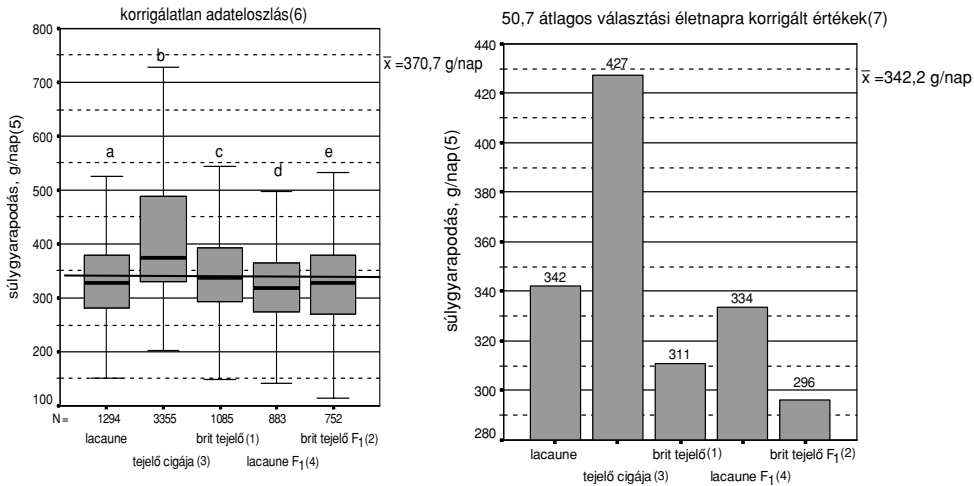 korrigálatlan adateloszlás(6)
800
700
600
500
400
300
200
100
súlygyarapodás, g/nap(5)
a
b
c
d
e
x̅ =370,7 g/nap
N = 1294 3355 1085 883 752
lacaune brit tejelő(1) brit tejelő F₁(2)
tejelő cigája (3) lacaune F₁(4)
50,7 átlagos választási életnapra korrigált értékek(7)
440
420
400
380
360
340
320
300
280
súlygyarapodás, g/nap(5)
342
427
311
334
296
x̅ =342,2 g/nap
lacaune brit tejelő(1) brit tejelő F₁(2)
tejelő cigája (3) lacaune F₁(4)